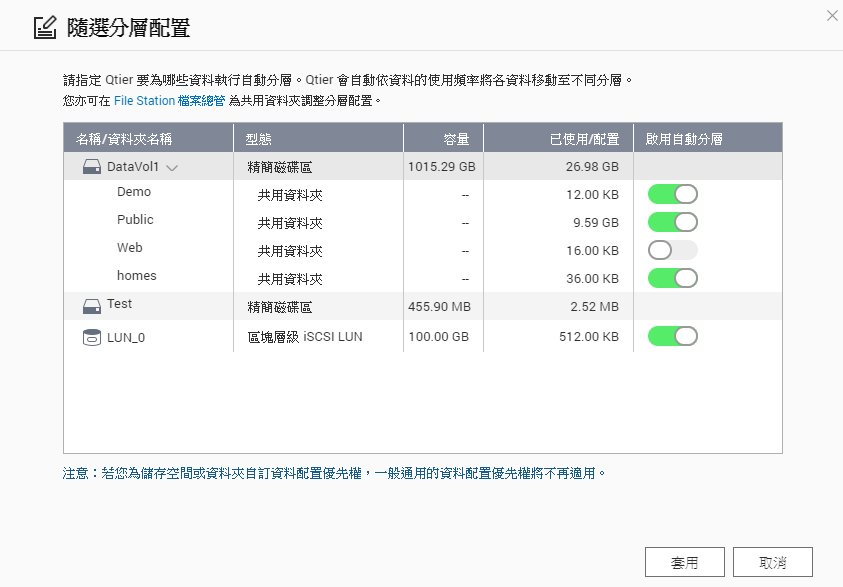 隨選分層配置
請指定 Qtier 要為哪些資料執行自動分層。Qtier 會自動依資料的使用頻率將各資料移動至不同分層。
您亦可在 File Station 檔案總管 為共用資料夾調整分層配置。
名稱/資料夾名稱 型態 容量 已使用/配置 啟用自動分層
DataVol1 精簡磁碟區 1015.29 GB 26.98 GB
Demo 共用資料夾 -- 12.00 KB
Public 共用資料夾 -- 9.59 GB
Web 共用資料夾 -- 16.00 KB
homes 共用資料夾 -- 36.00 KB
Test 精簡磁碟區 455.90 MB 2.52 MB
LUN_0 區塊層級 iSCSI LUN 100.00 GB 512.00 KB
注意：若您為儲存空間或資料夾自訂資料配置優先權，一般通用的資料配置優先權將不再適用。
套用 取消